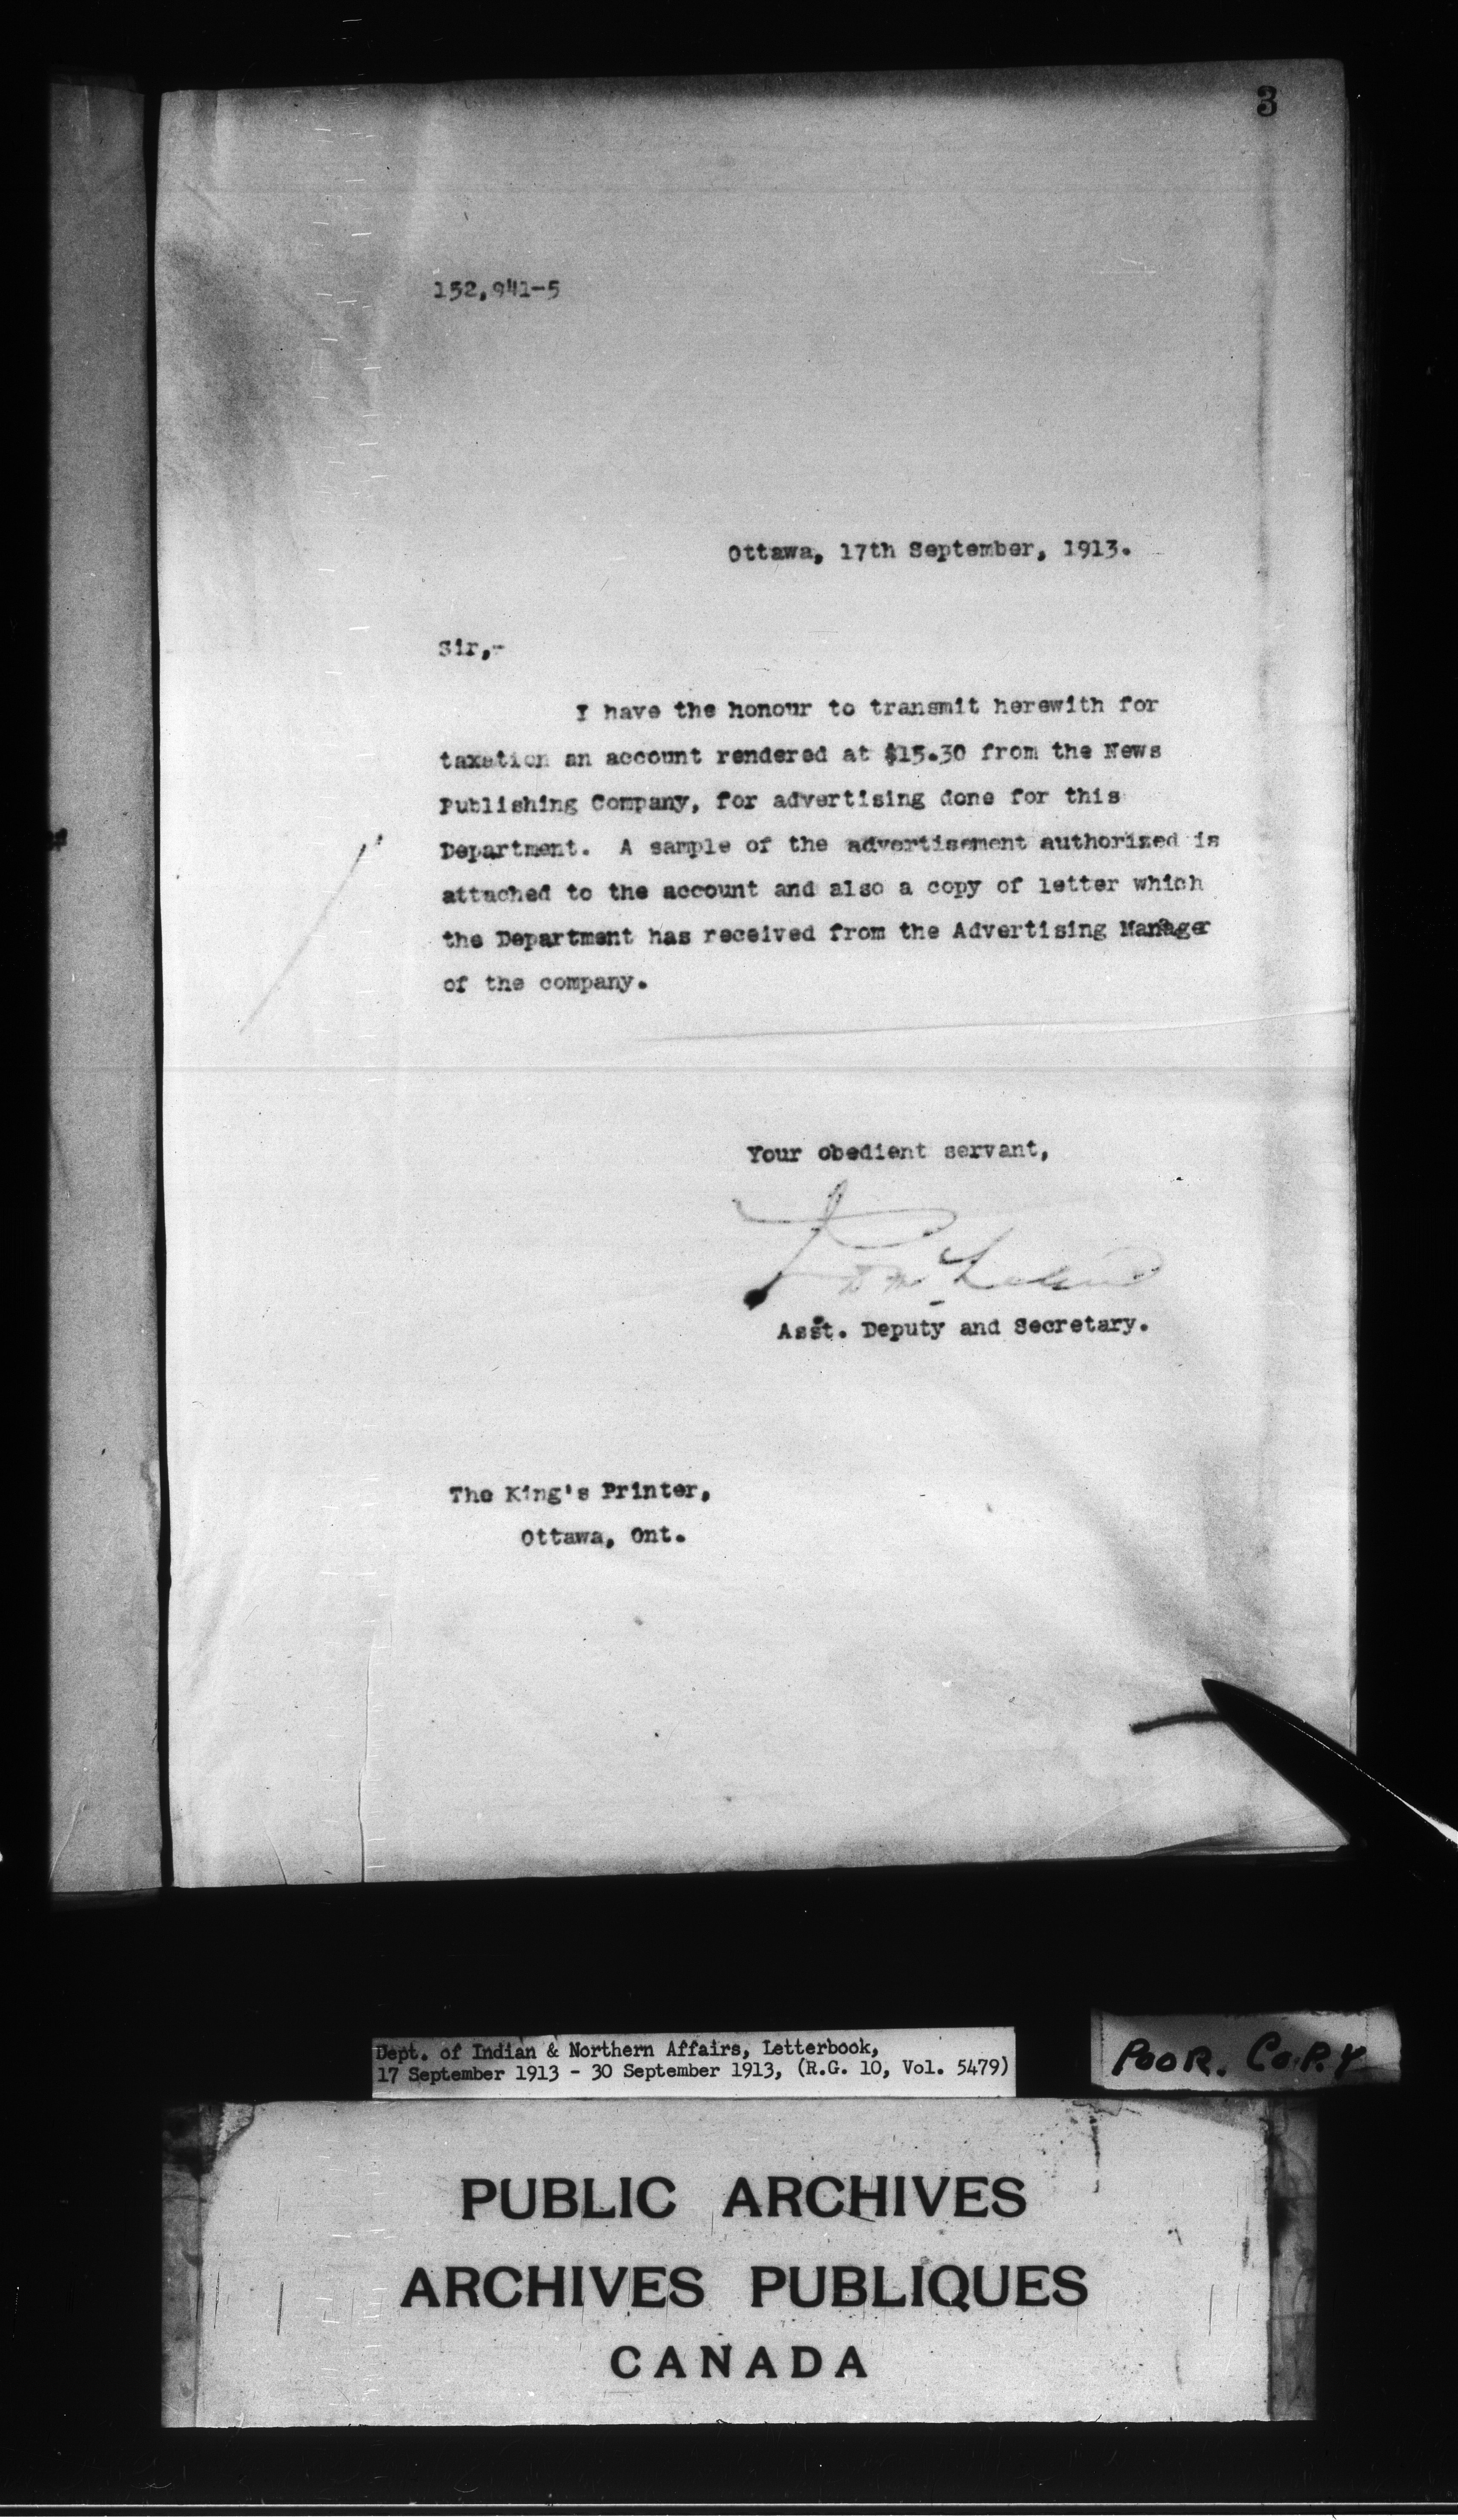 3
152,941-5
Ottawa, 17th September, 1913.
Sir,-
I have the honour to transmit herewith for
taxation an account rendered at $15.30 from the News
Publishing Company, for advertising done for this
Department. A sample of the advertisement authorized is
attached to the account and also a copy of letter which
the Department has received from the Advertising Manager
of the company.
Your obedient servant,
Asst. Deputy and Secretary.
The King's Printer,
Ottawa, Ont.
Dept. of Indian & Northern Affairs, Letterbook,
17 September 1913 - 30 September 1913, (R.G. 10, Vol. 5479)
POOR. COPY
PUBLIC ARCHIVES
ARCHIVES PUBLIQUES
CANADA